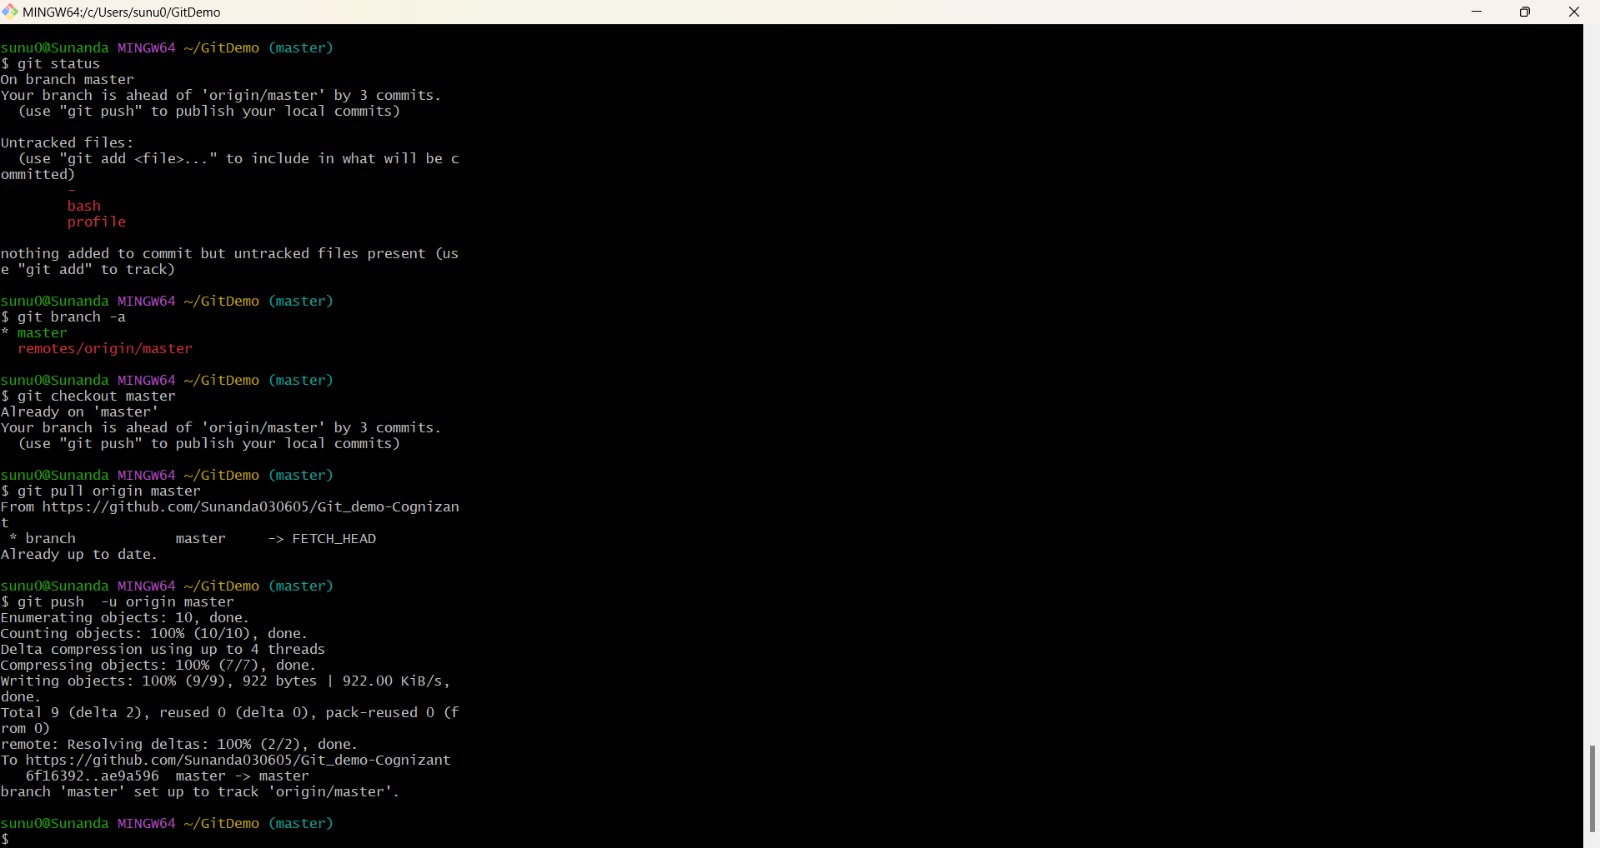 MINGW64:/c/Users/sunu0/GitDemo
sunu0@Sunanda MINGW64 ~/GitDemo (master)
$ git status
On branch master
Your branch is ahead of 'origin/master' by 3 commits.
  (use "git push" to publish your local commits)
Untracked files:
  (use "git add <file>..." to include in what will be c
ommitted)
        -
        bash
        profile
nothing added to commit but untracked files present (us
e "git add" to track)
sunu0@Sunanda MINGW64 ~/GitDemo (master)
$ git branch -a
* master
  remotes/origin/master
sunu0@Sunanda MINGW64 ~/GitDemo (master)
$ git checkout master
Already on 'master'
Your branch is ahead of 'origin/master' by 3 commits.
  (use "git push" to publish your local commits)
sunu0@Sunanda MINGW64 ~/GitDemo (master)
$ git pull origin master
From https://github.com/Sunanda030605/Git_demo-Cognizan
t
 * branch            master     -> FETCH_HEAD
Already up to date.
sunu0@Sunanda MINGW64 ~/GitDemo (master)
$ git push  -u origin master
Enumerating objects: 10, done.
Counting objects: 100% (10/10), done.
Delta compression using up to 4 threads
Compressing objects: 100% (7/7), done.
Writing objects: 100% (9/9), 922 bytes | 922.00 KiB/s,
done.
Total 9 (delta 2), reused 0 (delta 0), pack-reused 0 (f
rom 0)
remote: Resolving deltas: 100% (2/2), done.
To https://github.com/Sunanda030605/Git_demo-Cognizant
   6f16392..ae9a596  master -> master
branch 'master' set up to track 'origin/master'.
sunu0@Sunanda MINGW64 ~/GitDemo (master)
$